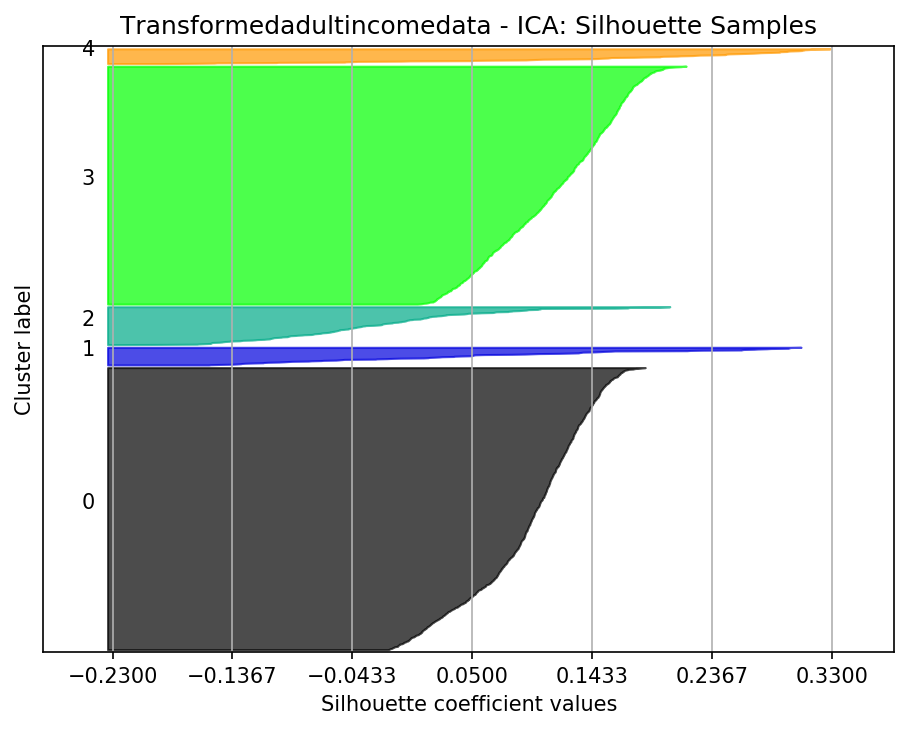 Transformedadultincomedata - ICA: Silhouette Samples
4
3
2
1
0
Cluster label
−0.2300 −0.1367 −0.0433 0.0500 0.1433 0.2367 0.3300
Silhouette coefficient values